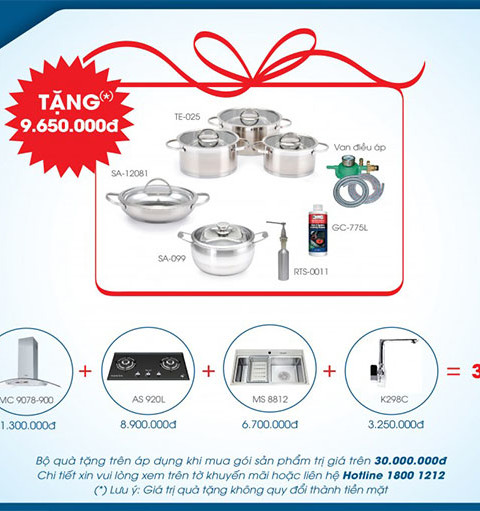 TẶNG(*)
9.650.000đ
TE-025
Van điều áp
SA-12081
GC-775L
SA-099
RTS-0011
MC 9078-900
+
AS 920L
+
MS 8812
+
K298C
= 3
1.300.000đ
8.900.000đ
6.700.000đ
3.250.000đ
Bộ quà tặng trên áp dụng khi mua gói sản phẩm trị giá trên 30.000.000đ
Chi tiết xin vui lòng xem trên tờ khuyến mãi hoặc liên hệ Hotline 1800 1212
(*) Lưu ý: Giá trị quà tặng không quy đổi thành tiền mặt